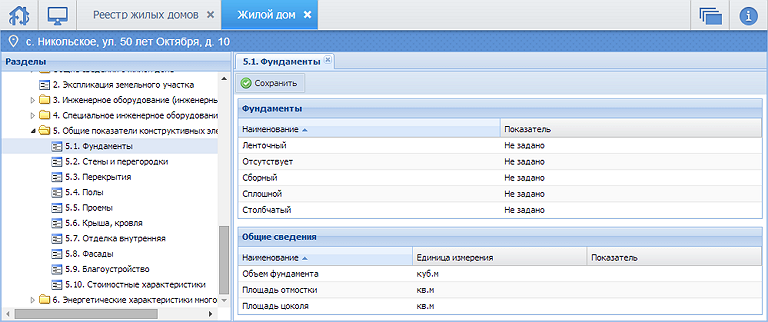 Реестр жилых домов
Жилой дом
с. Никольское, ул. 50 лет Октября, д. 10
Разделы
2. Экспликация земельного участка
3. Инженерное оборудование (инженерны
4. Специальное инженерное оборудовани
5. Общие показатели конструктивных эле
5.1. Фундаменты
5.2. Стены и перегородки
5.3. Перекрытия
5.4. Полы
5.5. Проемы
5.6. Крыша, кровля
5.7. Отделка внутренняя
5.8. Фасады
5.9. Благоустройство
5.10. Стоимостные характеристики
6. Энергетические характеристики много
5.1. Фундаменты
Сохранить
Фундаменты
Наименование Показатель
Ленточный Не задано
Отсутствует Не задано
Сборный Не задано
Сплошной Не задано
Столбчатый Не задано
Общие сведения
Наименование Единица измерения Показатель
Объем фундамента куб.м
Площадь отмостки кв.м
Площадь цоколя кв.м